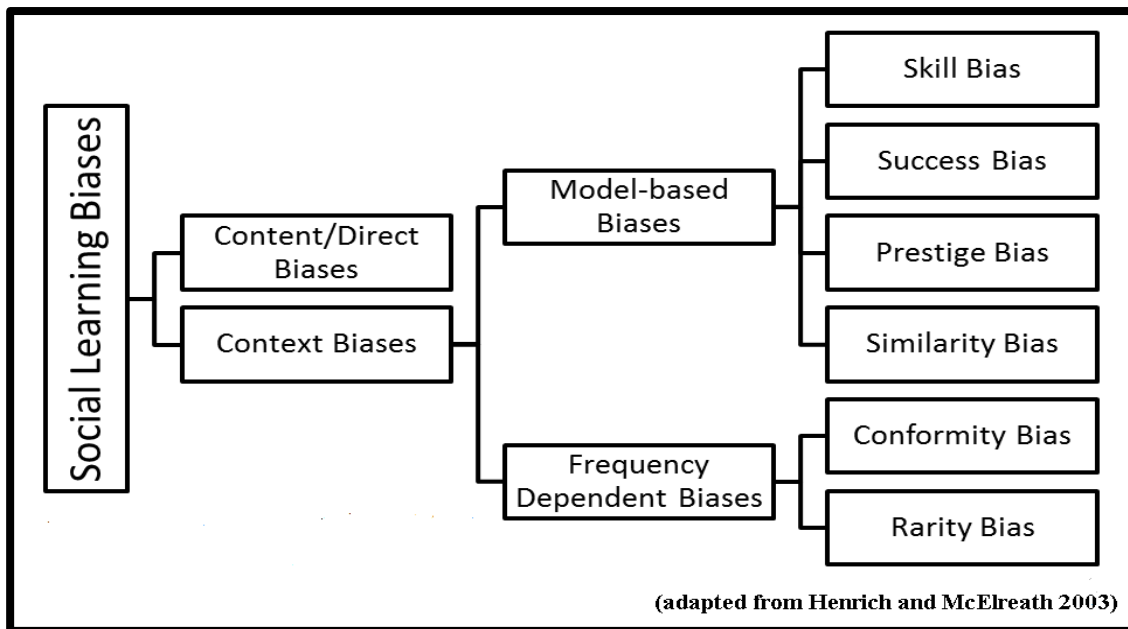 Social Learning Biases
Content/Direct
Biases
Context Biases
Model-based
Biases
Frequency
Dependent Biases
Skill Bias
Success Bias
Prestige Bias
Similarity Bias
Conformity Bias
Rarity Bias
(adapted from Henrich and McElreath 2003)